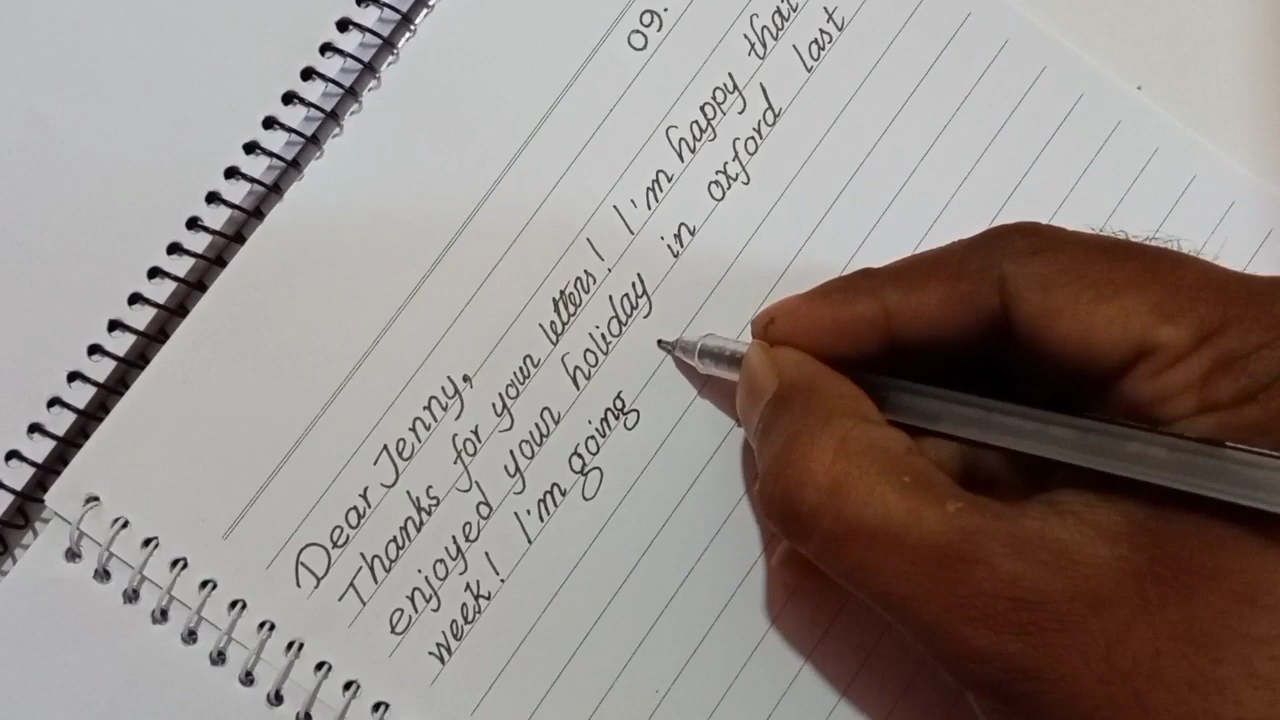 09.
Dear Jenny,
Thanks for your letters! I'm happy that
enjoyed your holiday in oxford last
week! I'm going